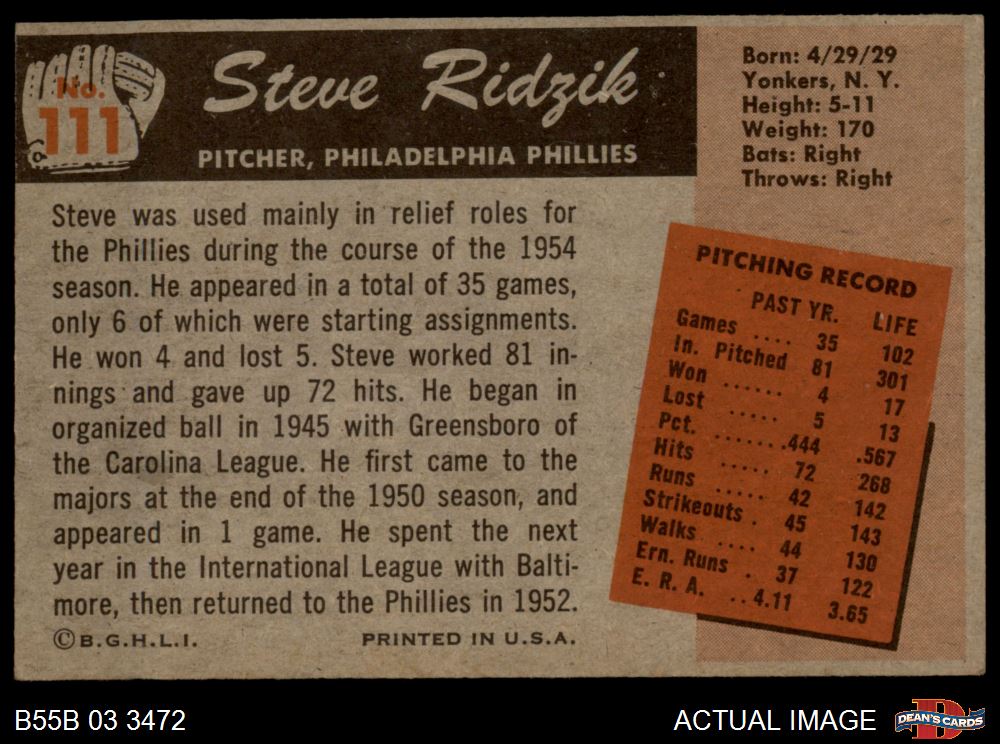 No.
111
Steve Ridzik
PITCHER, PHILADELPHIA PHILLIES
Born: 4/29/29
Yonkers, N. Y.
Height: 5-11
Weight: 170
Bats: Right
Throws: Right
Steve was used mainly in relief roles for
the Phillies during the course of the 1954
season. He appeared in a total of 35 games,
only 6 of which were starting assignments.
He won 4 and lost 5. Steve worked 81 in-
nings and gave up 72 hits. He began in
organized ball in 1945 with Greensboro of
the Carolina League. He first came to the
majors at the end of the 1950 season, and
appeared in 1 game. He spent the next
year in the International League with Balti-
more, then returned to the Phillies in 1952.
©B.G.H.L.I. PRINTED IN U.S.A.
PITCHING RECORD
PAST YR. LIFE
Games .... 35 102
In. Pitched 81 301
Won ...... 4 17
Lost ..... 5 13
Pct. ....... .444 .567
Hits ..... 72 268
Runs ..... 42 142
Strikeouts . 45 143
Walks .... 44 130
Ern. Runs . 37 122
E. R. A. .. 4.11 3.65
B55B 03 3472
ACTUAL IMAGE
D
DEAN'S CARDS